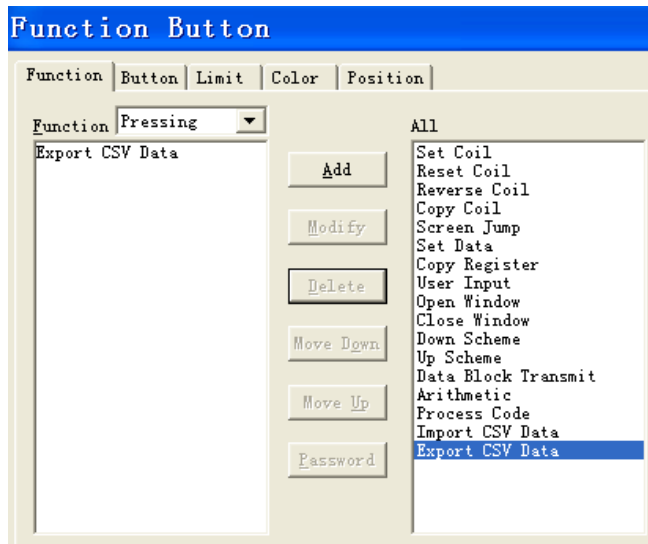 Function Button
Function Button Limit Color Position
Function Pressing
All
Export CSV Data
Add
Modify
Delete
Move Down
Move Up
Password
Set Coil
Reset Coil
Reverse Coil
Copy Coil
Screen Jump
Set Data
Copy Register
User Input
Open Window
Close Window
Down Scheme
Up Scheme
Data Block Transmit
Arithmetic
Process Code
Import CSV Data
Export CSV Data